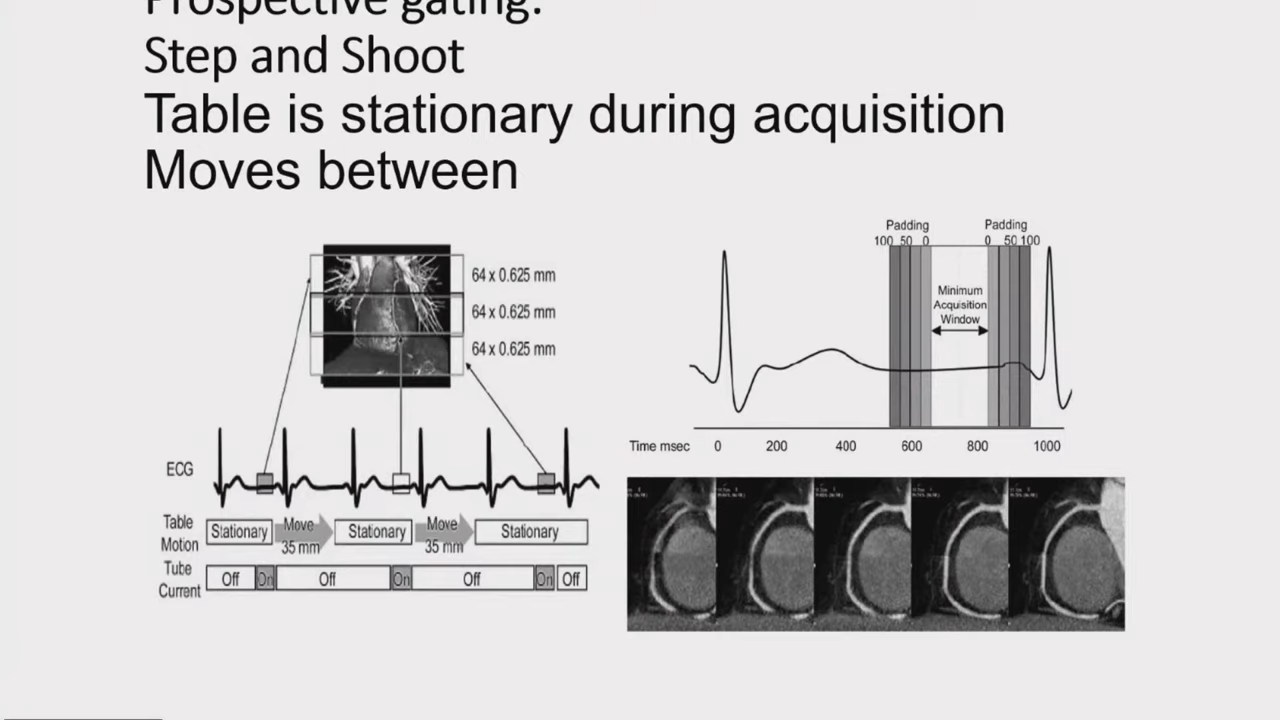 Prospective gating:
Step and Shoot
Table is stationary during acquisition
Moves between
64 x 0.625 mm
64 x 0.625 mm
64 x 0.625 mm
ECG
Table Motion
Stationary Move 35 mm Stationary Move 35 mm Stationary
Tube Current
Off On Off On Off On Off
Padding Padding
100 50 0 0 50 100
Minimum
Acquisition
Window
Time msec 0 200 400 600 800 1000